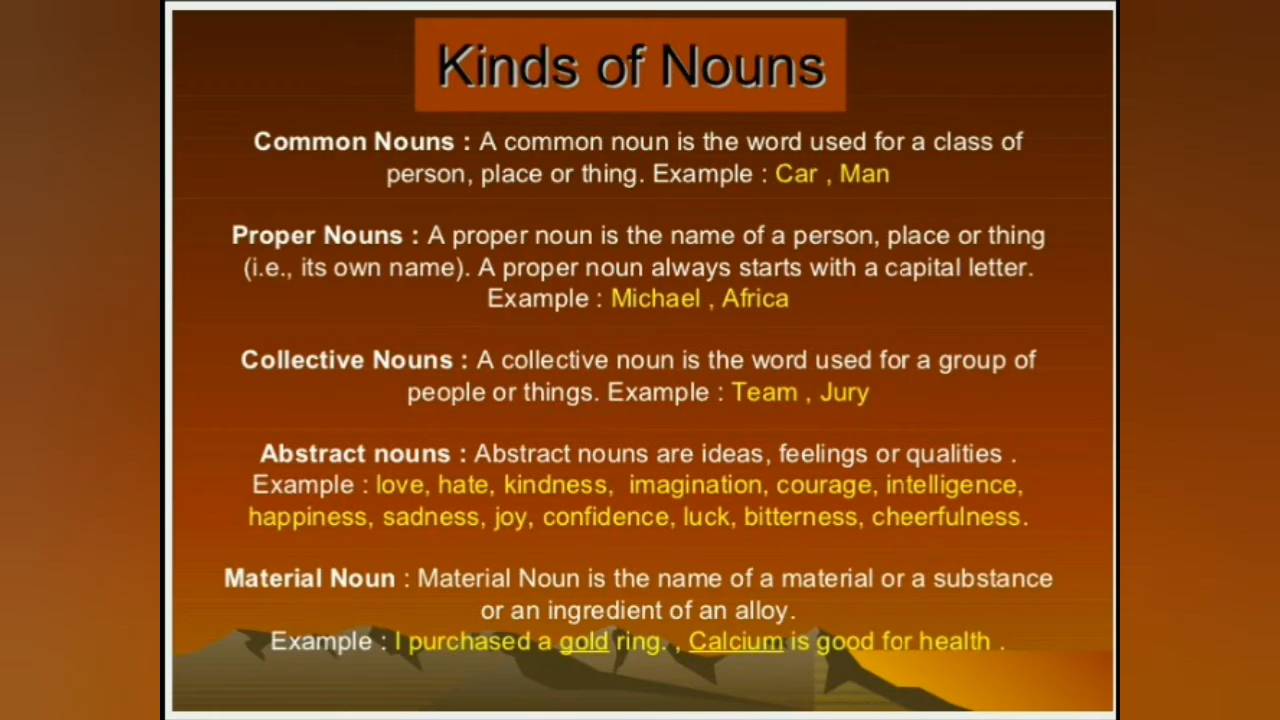 Kinds of Nouns
Common Nouns : A common noun is the word used for a class of
person, place or thing. Example : Car , Man
Proper Nouns : A proper noun is the name of a person, place or thing
(i.e., its own name). A proper noun always starts with a capital letter.
Example : Michael , Africa
Collective Nouns : A collective noun is the word used for a group of
people or things. Example : Team , Jury
Abstract nouns : Abstract nouns are ideas, feelings or qualities .
Example : love, hate, kindness, imagination, courage, intelligence,
happiness, sadness, joy, confidence, luck, bitterness, cheerfulness.
Material Noun : Material Noun is the name of a material or a substance
or an ingredient of an alloy.
Example : I purchased a gold ring. , Calcium is good for health .